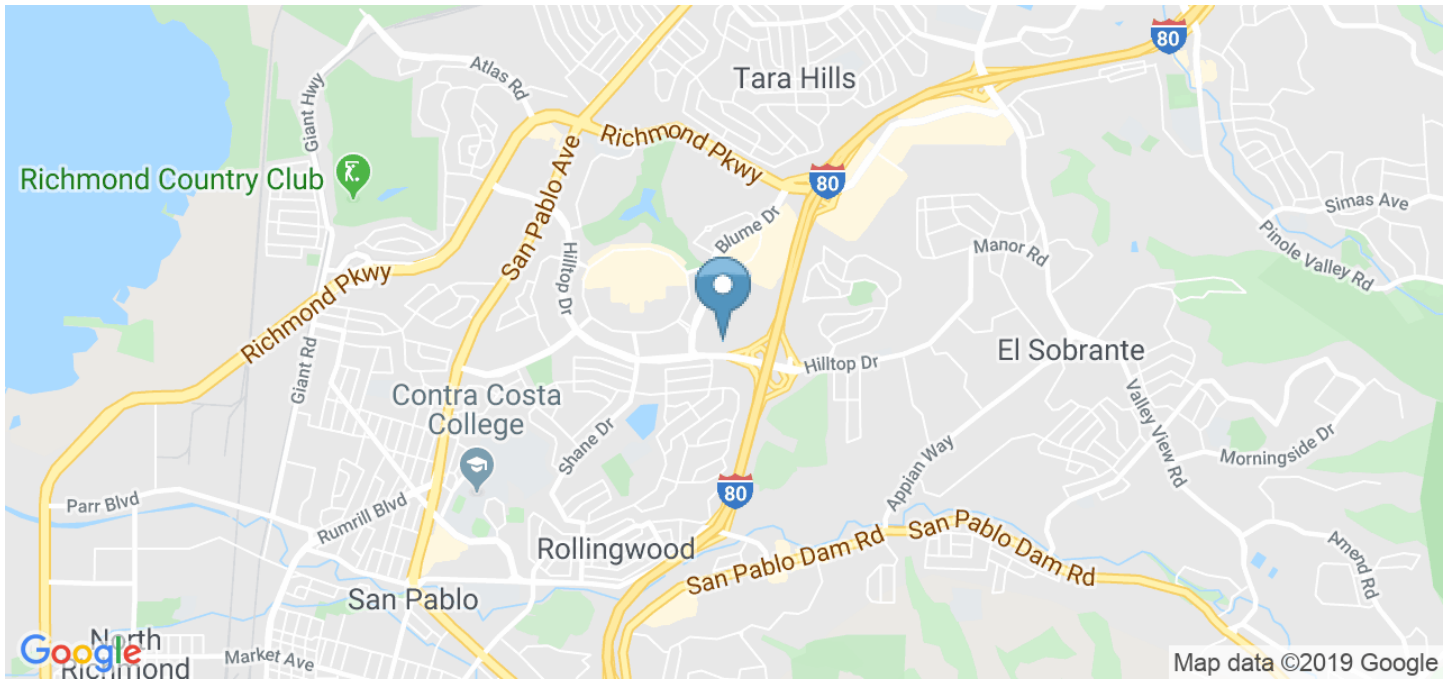 80
Tara Hills
Atlas Rd
Giant Hwy
Richmond Pkwy
Richmond Country Club
80
San Pablo Ave
Simas Ave
Blume Dr
Pinole Valley Rd
Manor Rd
Hilltop Dr
Richmond Pkwy
Giant Rd
El Sobrante
Hilltop Dr
Contra Costa
College
Valley View Rd
Shane Dr
Morningside Dr
Appian Way
80
Parr Blvd
Rumrill Blvd
Rollingwood
San Pablo Dam Rd
San Pablo Dam Rd
Amend Rd
San Pablo
North
Richmond
Google
Market Ave
Map data ©2019 Google